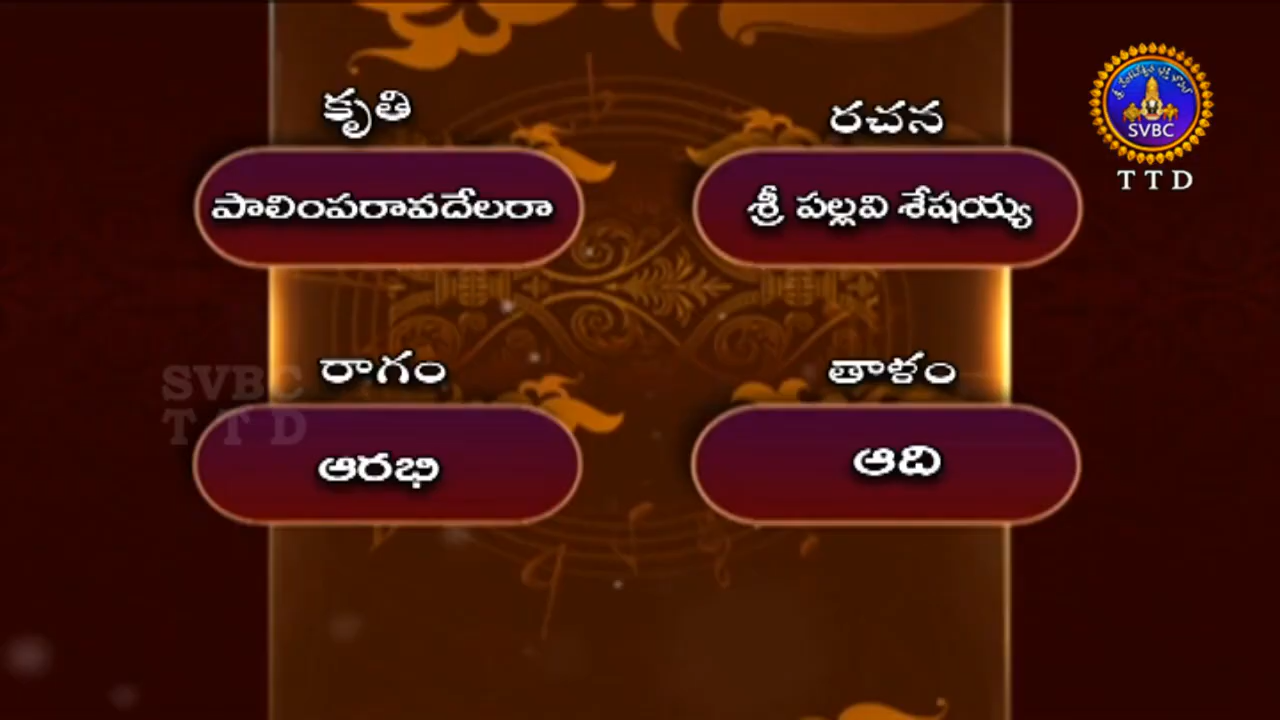 కృతి
రచన
పాలింపరావదేలరా
శ్రీ పల్లవి శేషయ్య
SVBC
TTD
రాగం
తాళం
ఆరభి
ఆది
SVBC
TTD